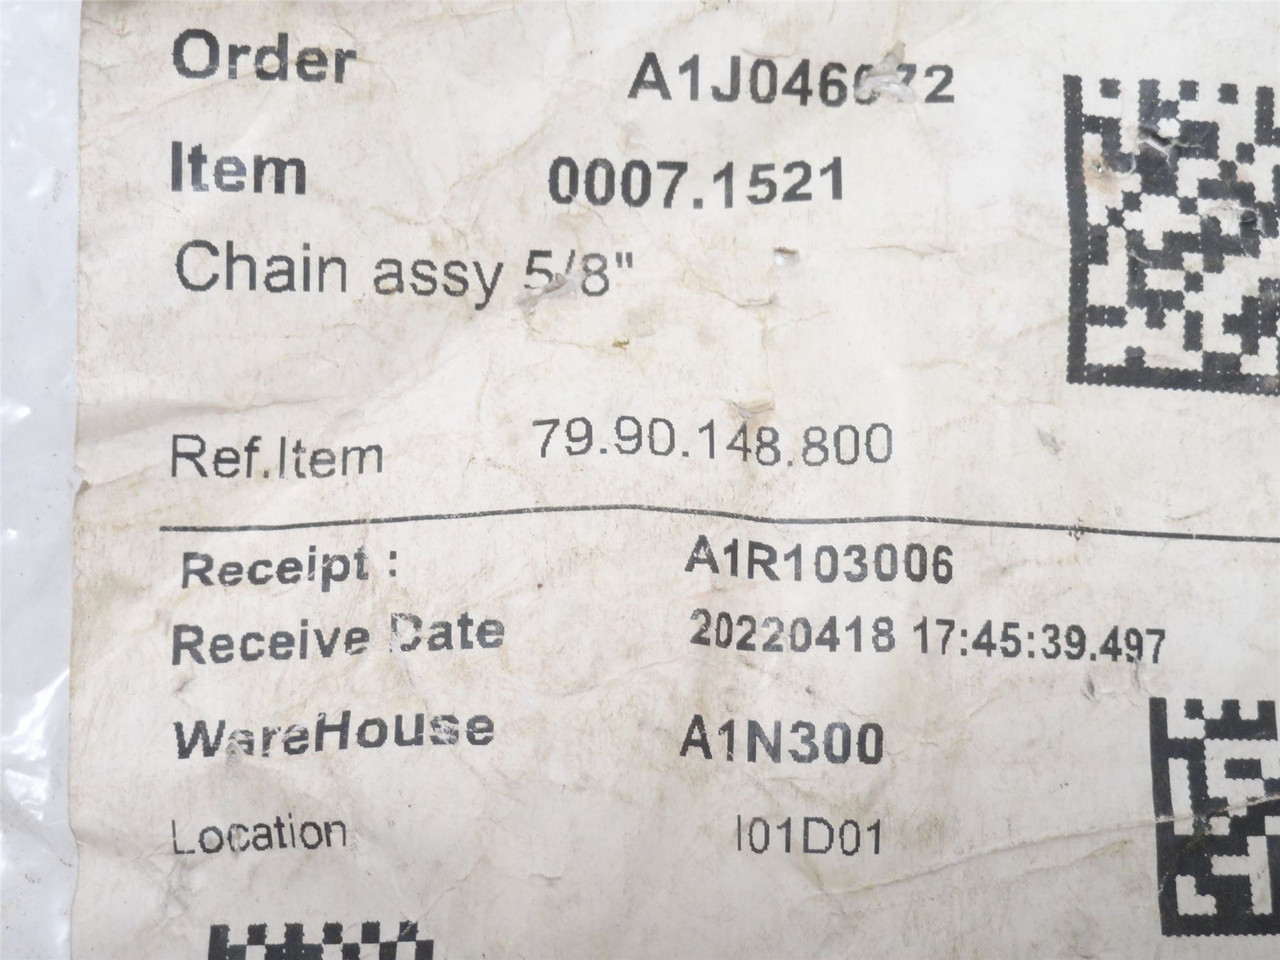 Order
Item 0007.1521
Chain assy 5/8"
Ref.Item 79.90.148.800
Receipt : A1R103006
Receive Date 20220418 17:45:39.497
WareHouse A1N300
Location I01D01